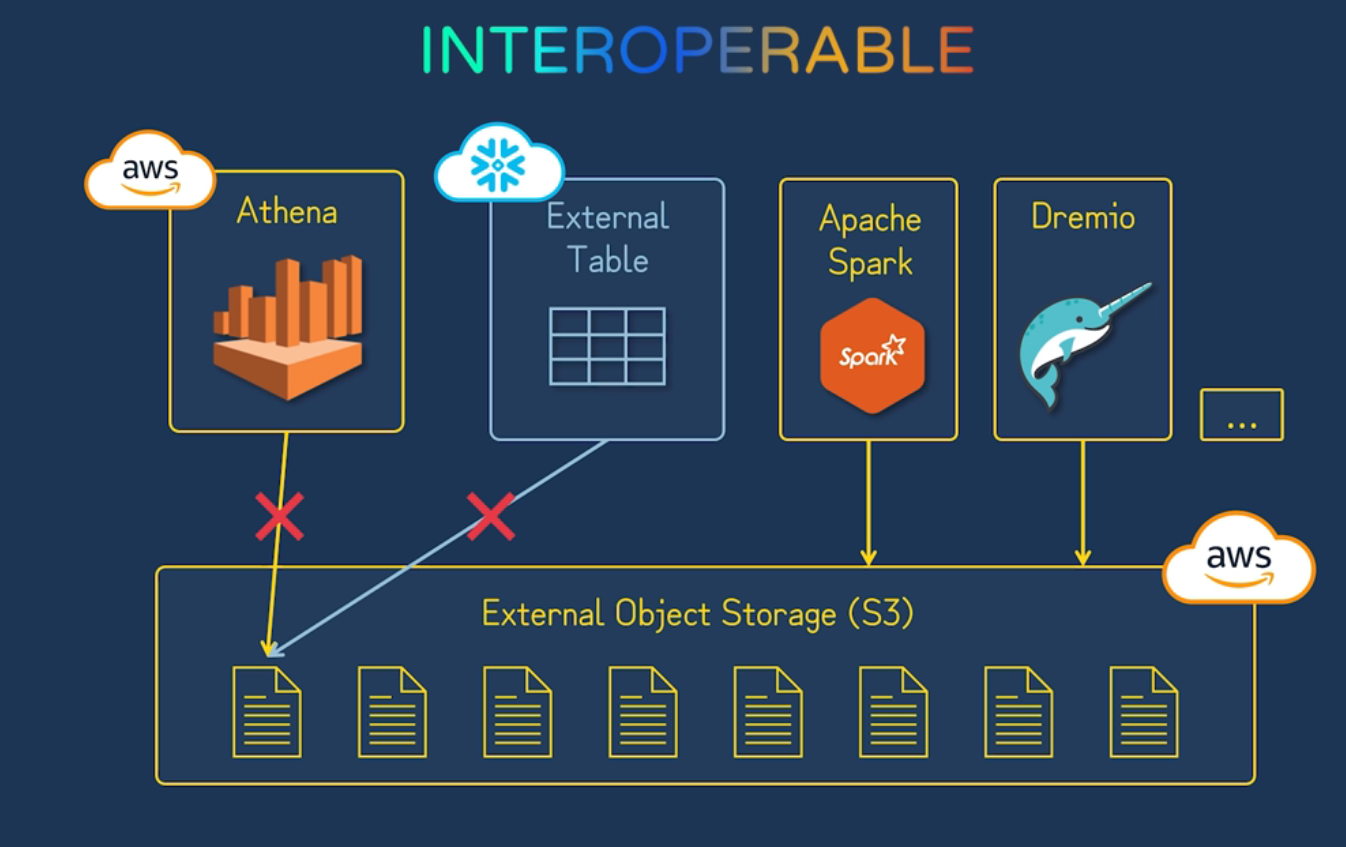 INTEROPERABLE
aws
Athena
External
Table
Apache
Spark
Spark
Dremio
...
aws
External Object Storage (S3)